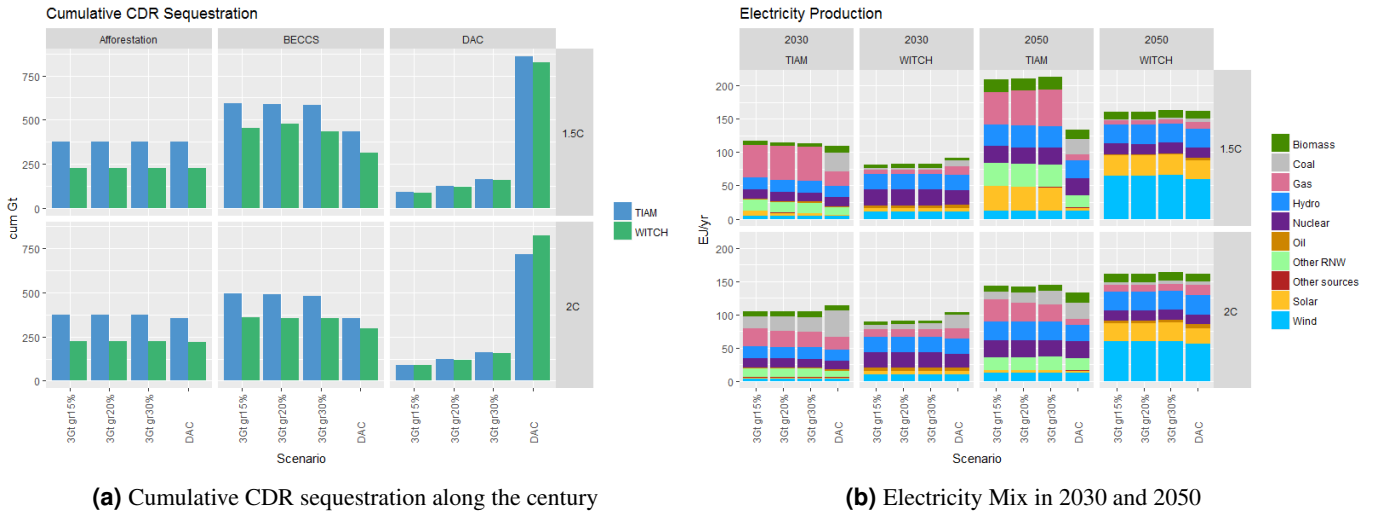 Cumulative CDR Sequestration
Afforestation
BECCS
DAC
cum Gt
750
500
250
0
1.5C
750
500
250
0
2C
3Gt gr15%
3Gt gr20%
3Gt gr30%
DAC
3Gt gr15%
3Gt gr20%
3Gt gr30%
DAC
3Gt gr15%
3Gt gr20%
3Gt gr30%
DAC
Scenario
TIAM
WITCH
(a) Cumulative CDR sequestration along the century
Electricity Production
2030
2030
2050
2050
TIAM
WITCH
TIAM
WITCH
EJ/yr
200
150
100
50
0
1.5C
200
150
100
50
0
2C
3Gt gr15%
3Gt gr20%
3Gt gr30%
DAC
3Gt gr15%
3Gt gr20%
3Gt gr30%
DAC
3Gt gr15%
3Gt gr20%
3Gt gr30%
DAC
3Gt gr15%
3Gt gr20%
3Gt gr30%
DAC
Scenario
Biomass
Coal
Gas
Hydro
Nuclear
Oil
Other RNW
Other sources
Solar
Wind
(b) Electricity Mix in 2030 and 2050